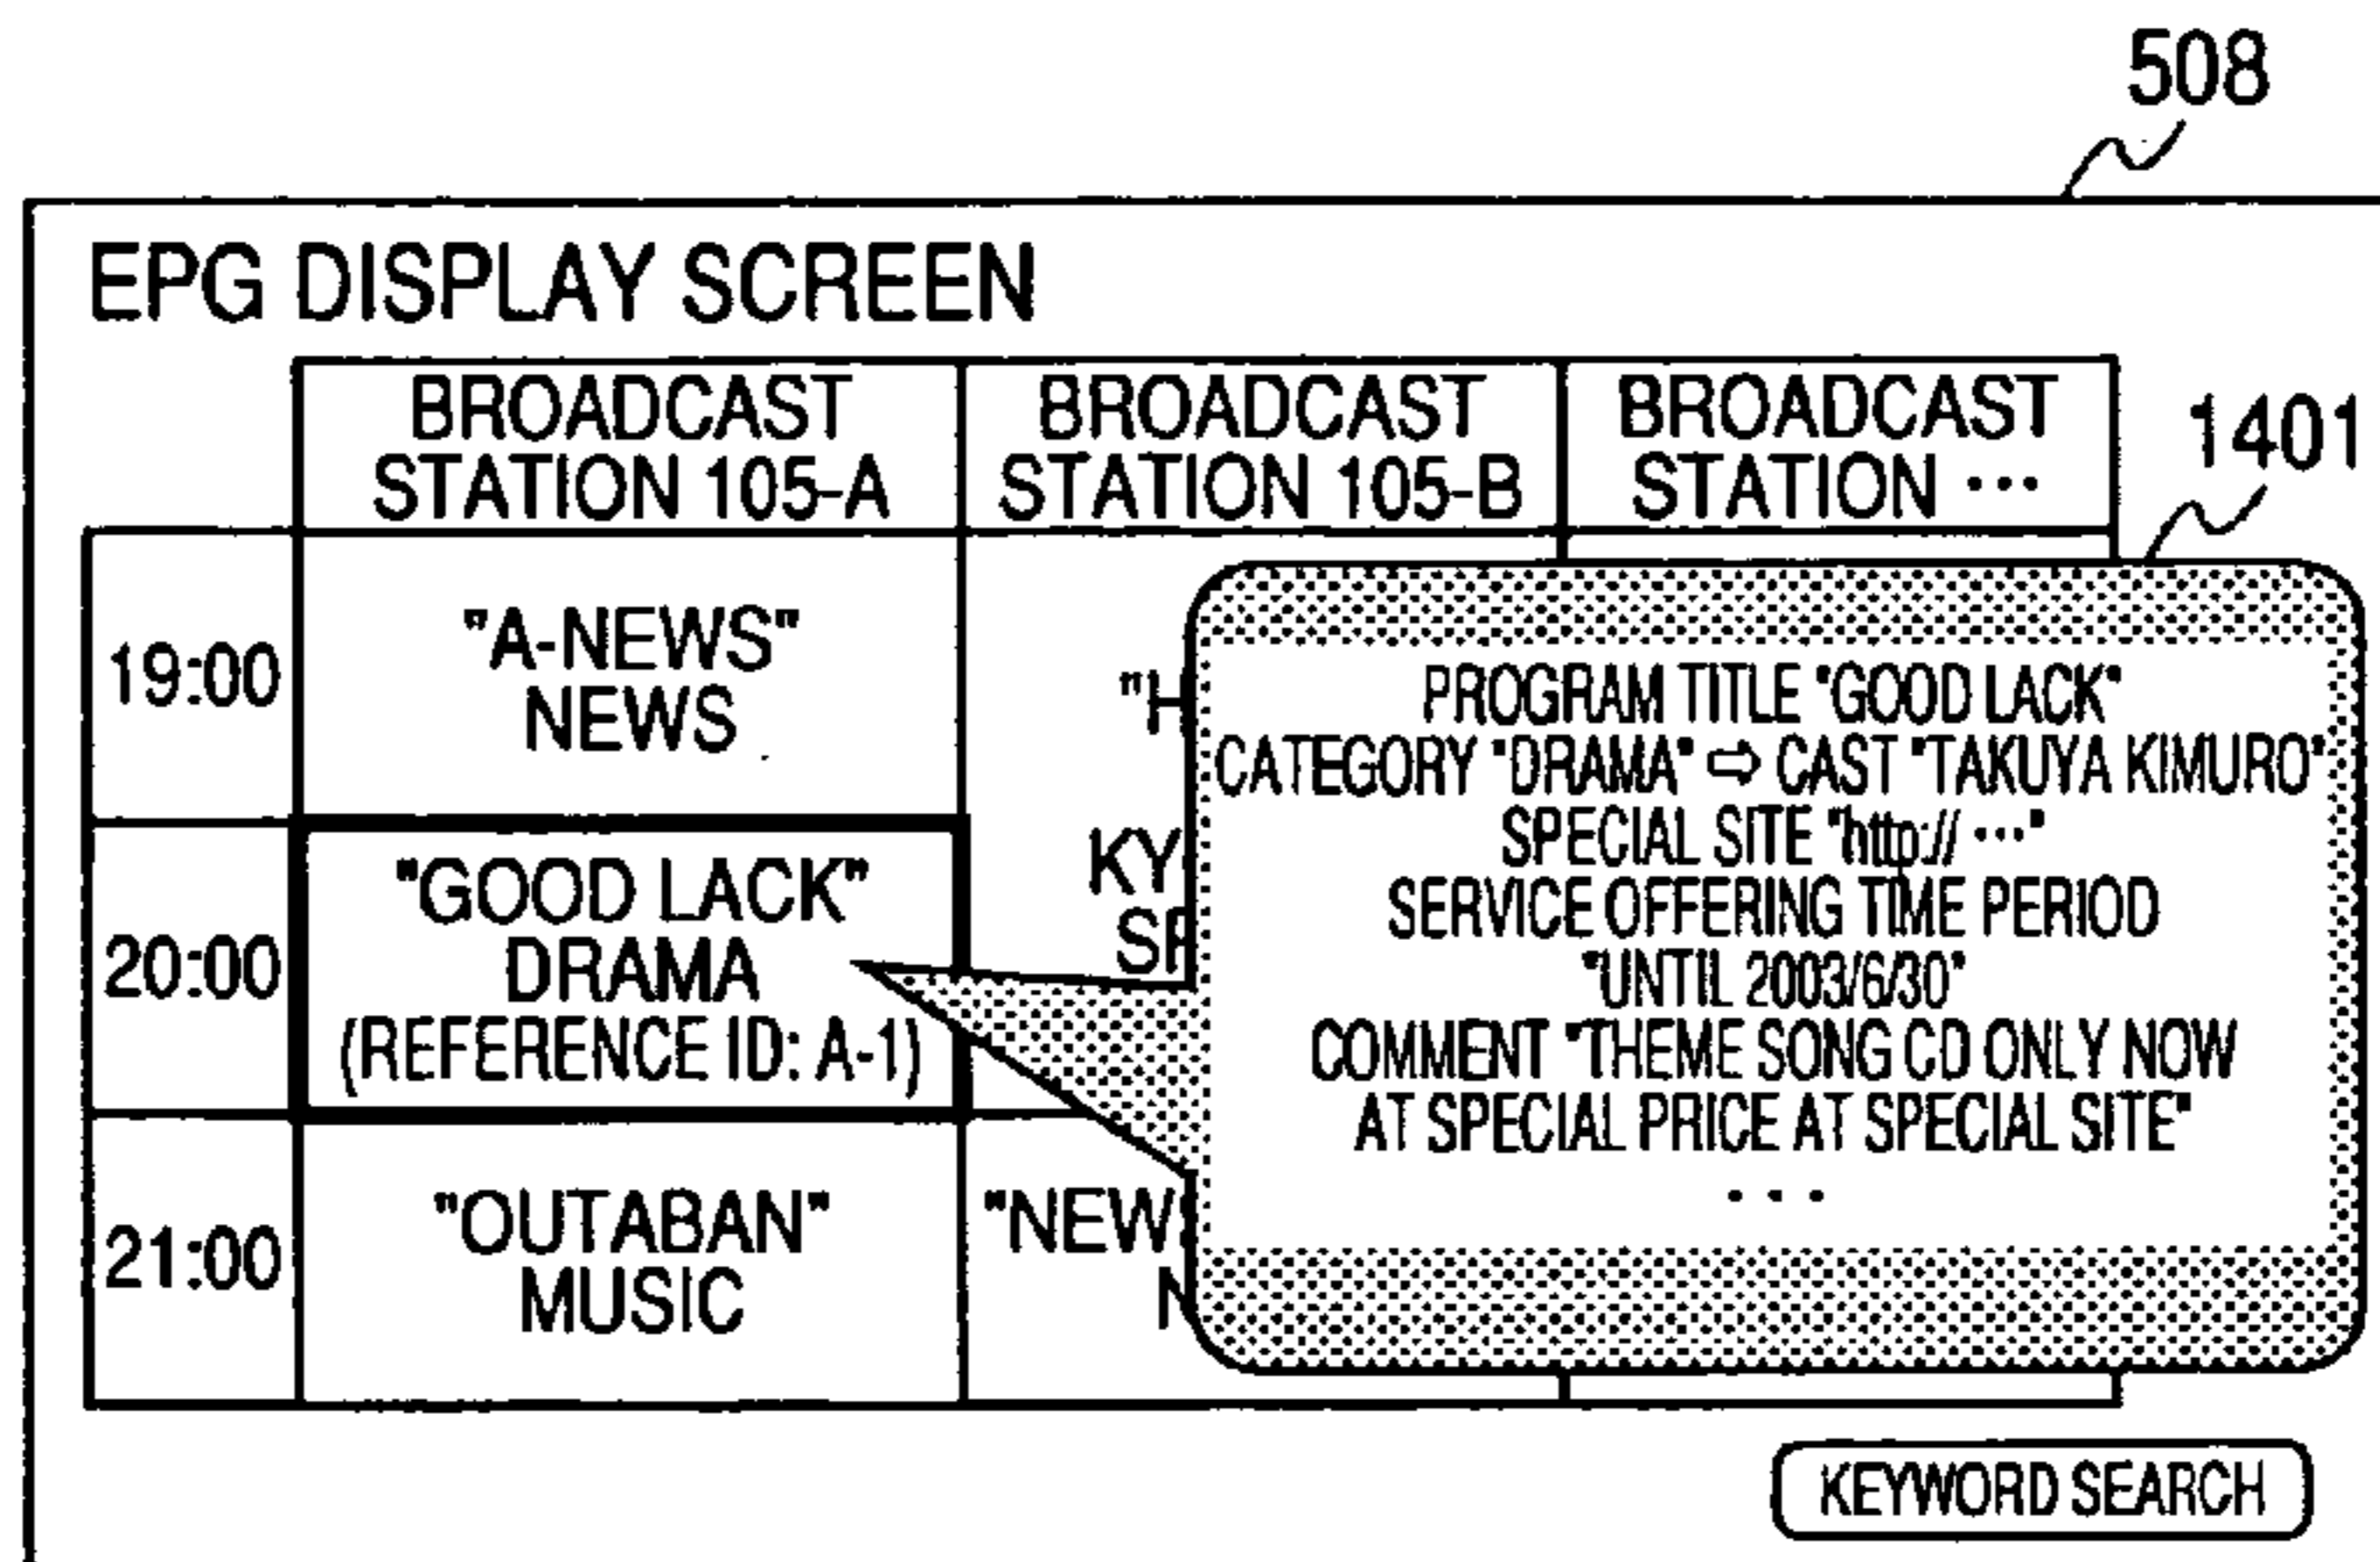 508
EPG DISPLAY SCREEN
BROADCAST STATION 105-A
BROADCAST STATION 105-B
BROADCAST STATION ...
1401
19:00
"A-NEWS"
NEWS
20:00
"GOOD LACK"
DRAMA
(REFERENCE ID: A-1)
21:00
"OUTABAN"
MUSIC
PROGRAM TITLE "GOOD LACK"
CATEGORY "DRAMA" ⇨ CAST "TAKUYA KIMURO"
SPECIAL SITE "http:// ..."
SERVICE OFFERING TIME PERIOD
"UNTIL 2003/6/30"
COMMENT "THEME SONG CD ONLY NOW
AT SPECIAL PRICE AT SPECIAL SITE"
...
KEYWORD SEARCH